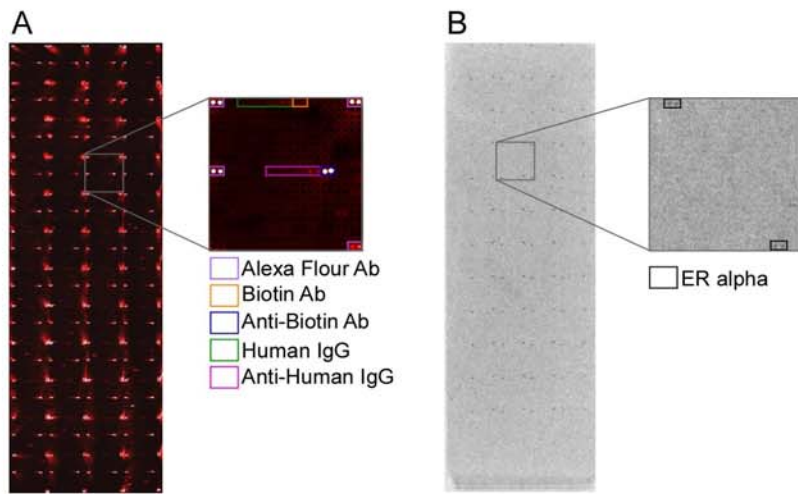 A
B
Alexa Flour Ab
Biotin Ab
Anti-Biotin Ab
Human IgG
Anti-Human IgG
ER alpha